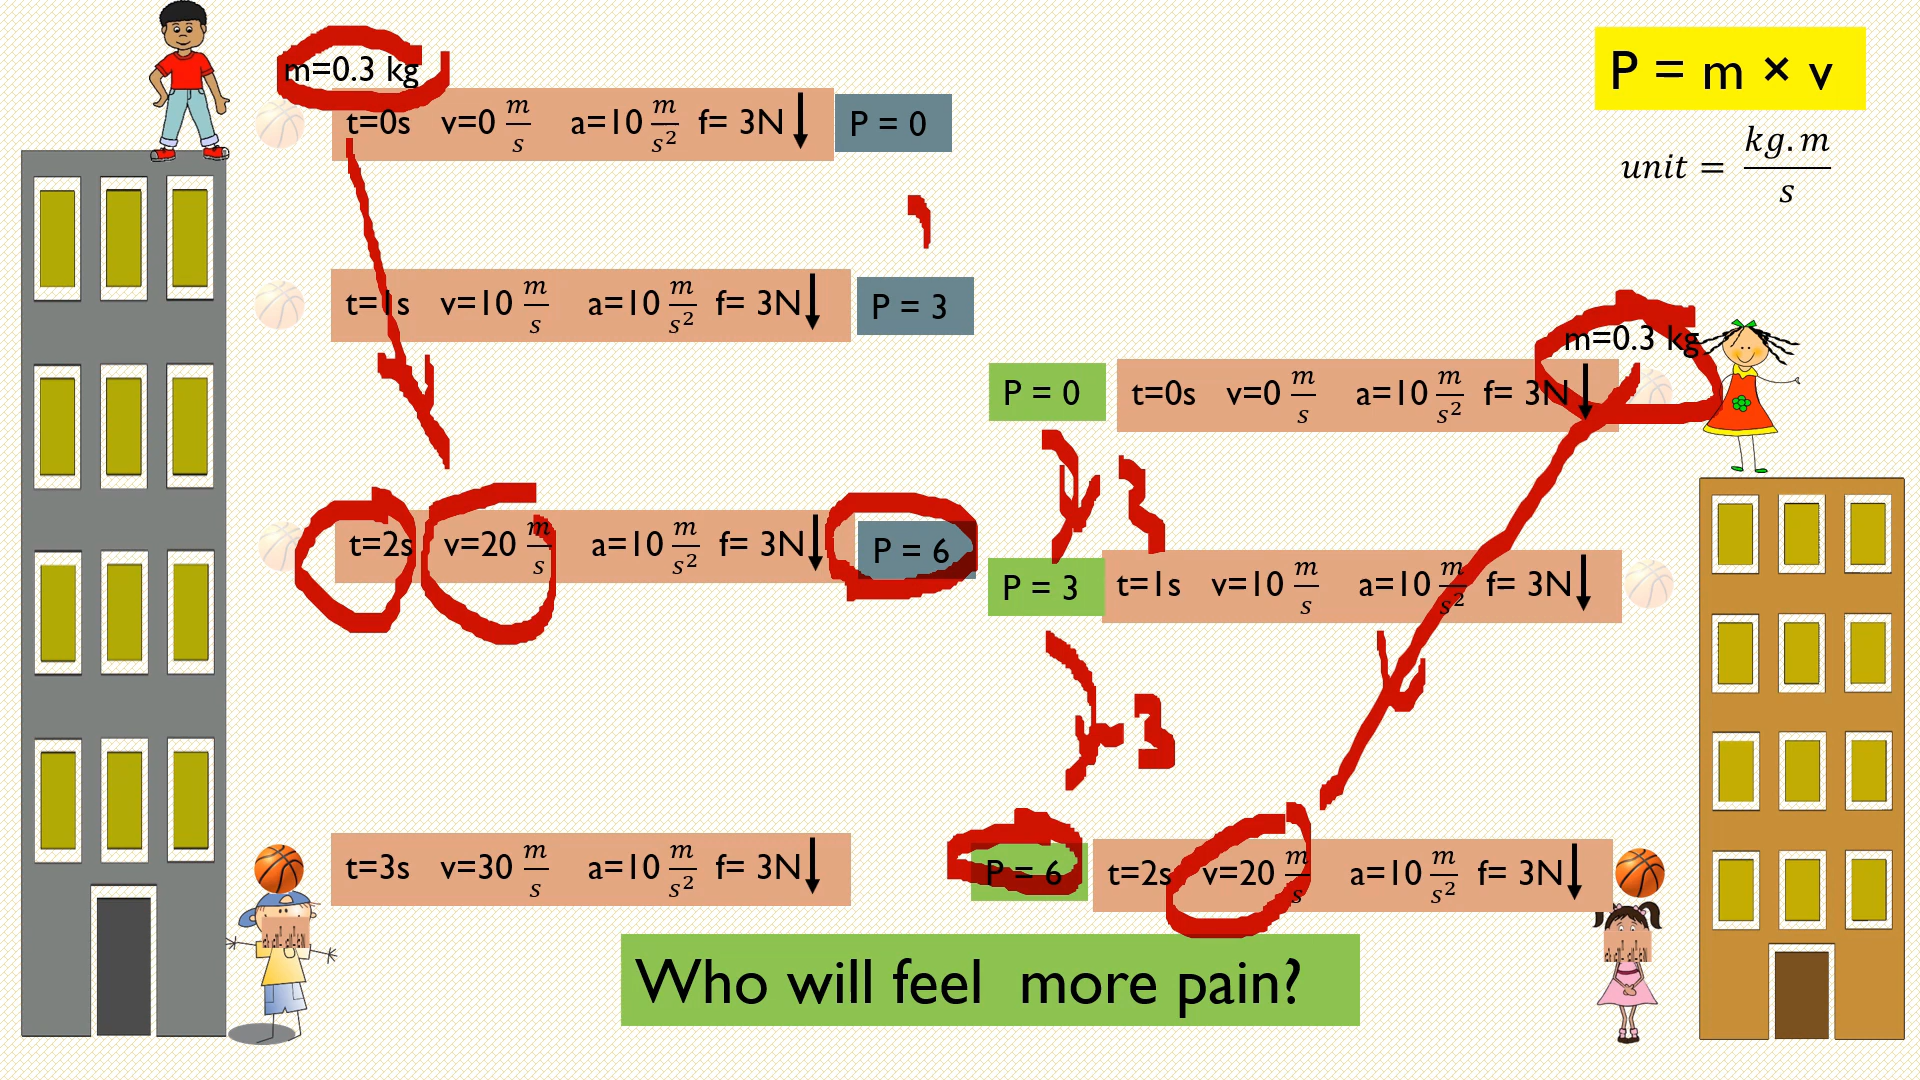 m=0.3 kg
t=0s v=0 m/s a=10 m/s² f= 3N P = 0
P = m × v
unit = kg.m/s
t=1s v=10 m/s a=10 m/s² f= 3N P = 3
m=0.3 kg
P = 0 t=0s v=0 m/s a=10 m/s² f= 3N
3
t=2s v=20 m/s a=10 m/s² f= 3N P = 6
P = 3 t=1s v=10 m/s a=10 m/s² f= 3N
3
t=3s v=30 m/s a=10 m/s² f= 3N
P = 6 t=2s v=20 m/s a=10 m/s² f= 3N
Who will feel more pain?